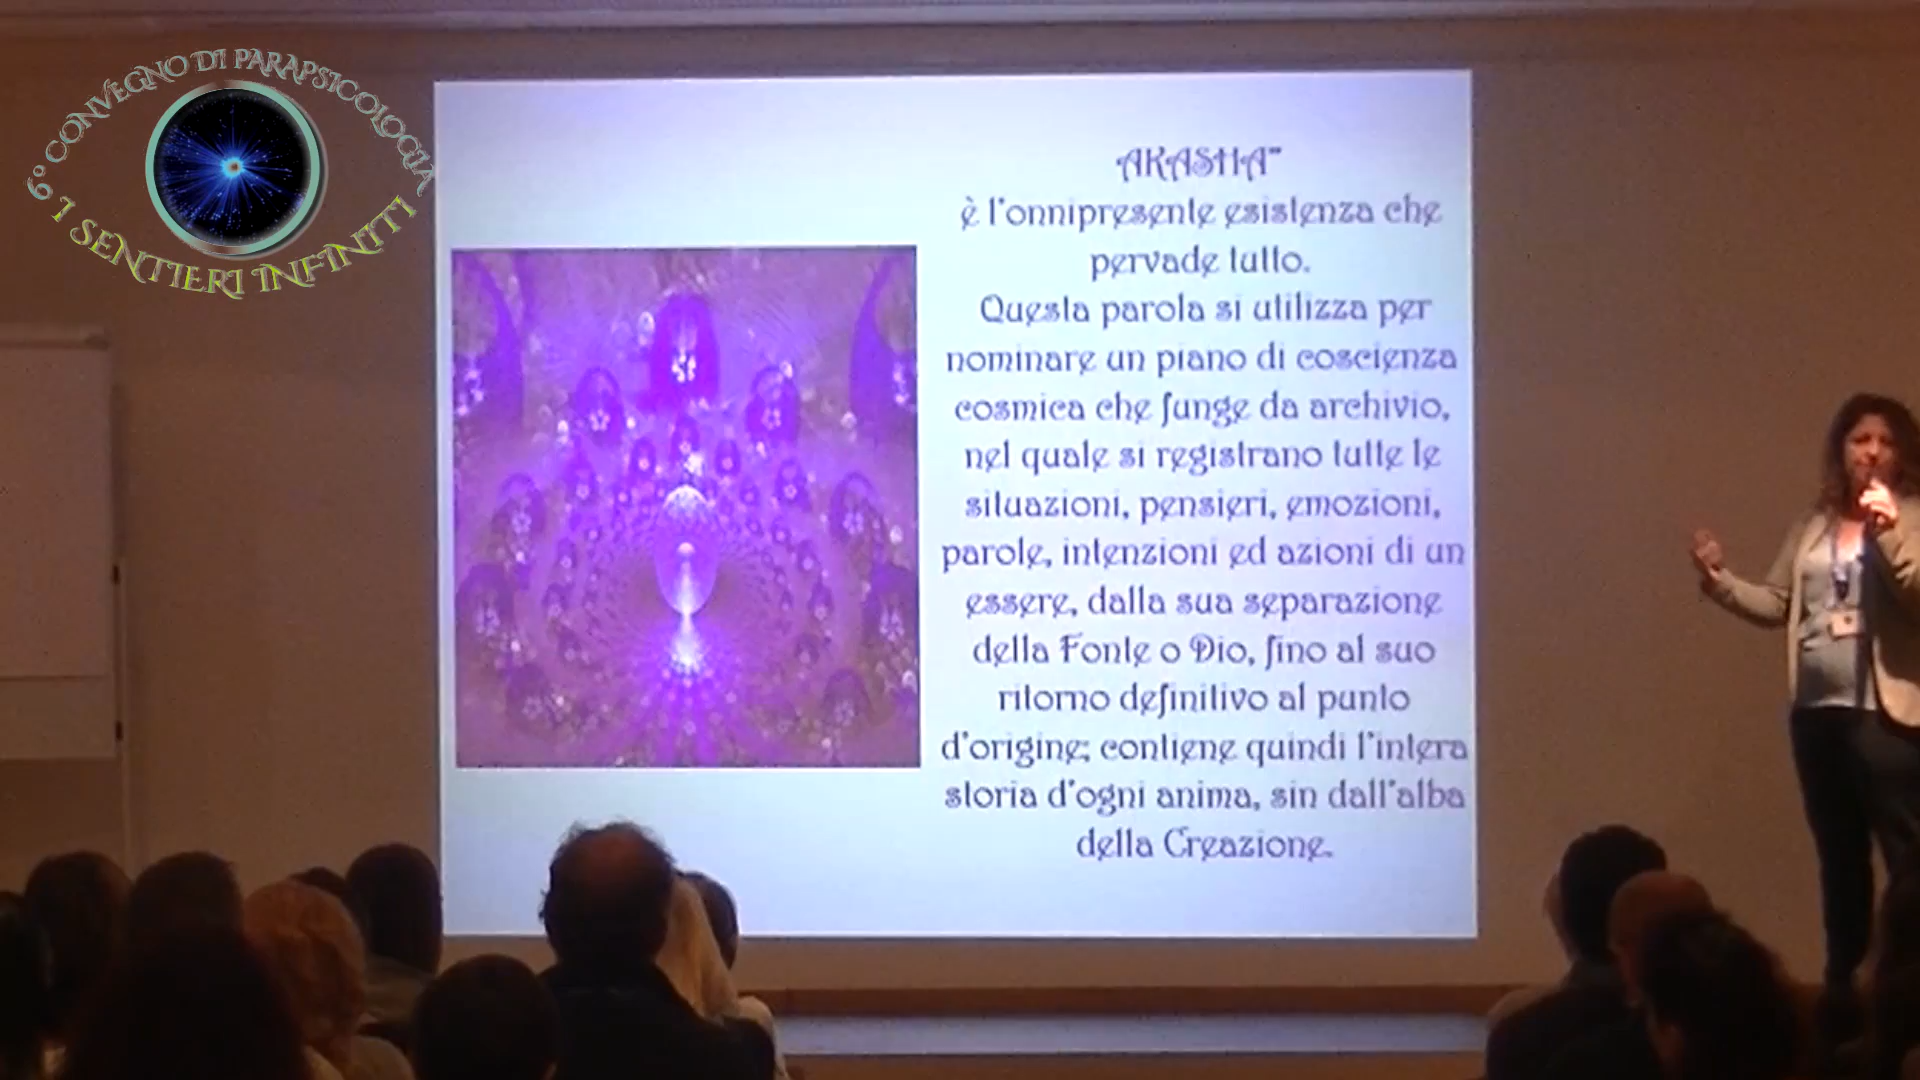 6° CONVEGNO DI PARAPSICOLOGIA
I SENTIERI INFINITI
"AKASHA"
è l'onnipresente esistenza che
pervade tutto.
Questa parola si utilizza per
nominare un piano di coscienza
cosmica che funge da archivio,
nel quale si registrano tutte le
situazioni, pensieri, emozioni,
parole, intenzioni ed azioni di un
essere, dalla sua separazione
della Fonte o Dio, fino al suo
ritorno definitivo al punto
d'origine; contiene quindi l'intera
storia d'ogni anima, sin dall'alba
della Creazione.